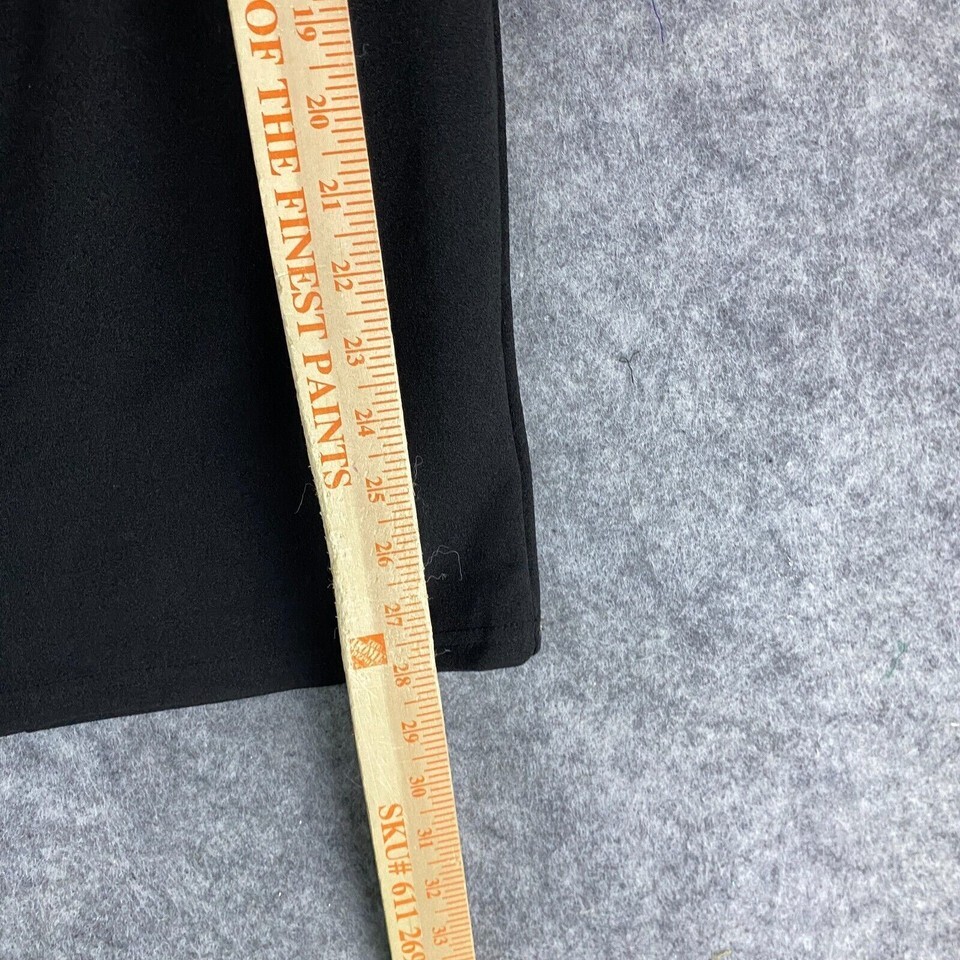 OF THE FINEST PAINTS
SKU# 611 26
19 20 21 22 23 24 25 26 27 28 29 30 31 32 33